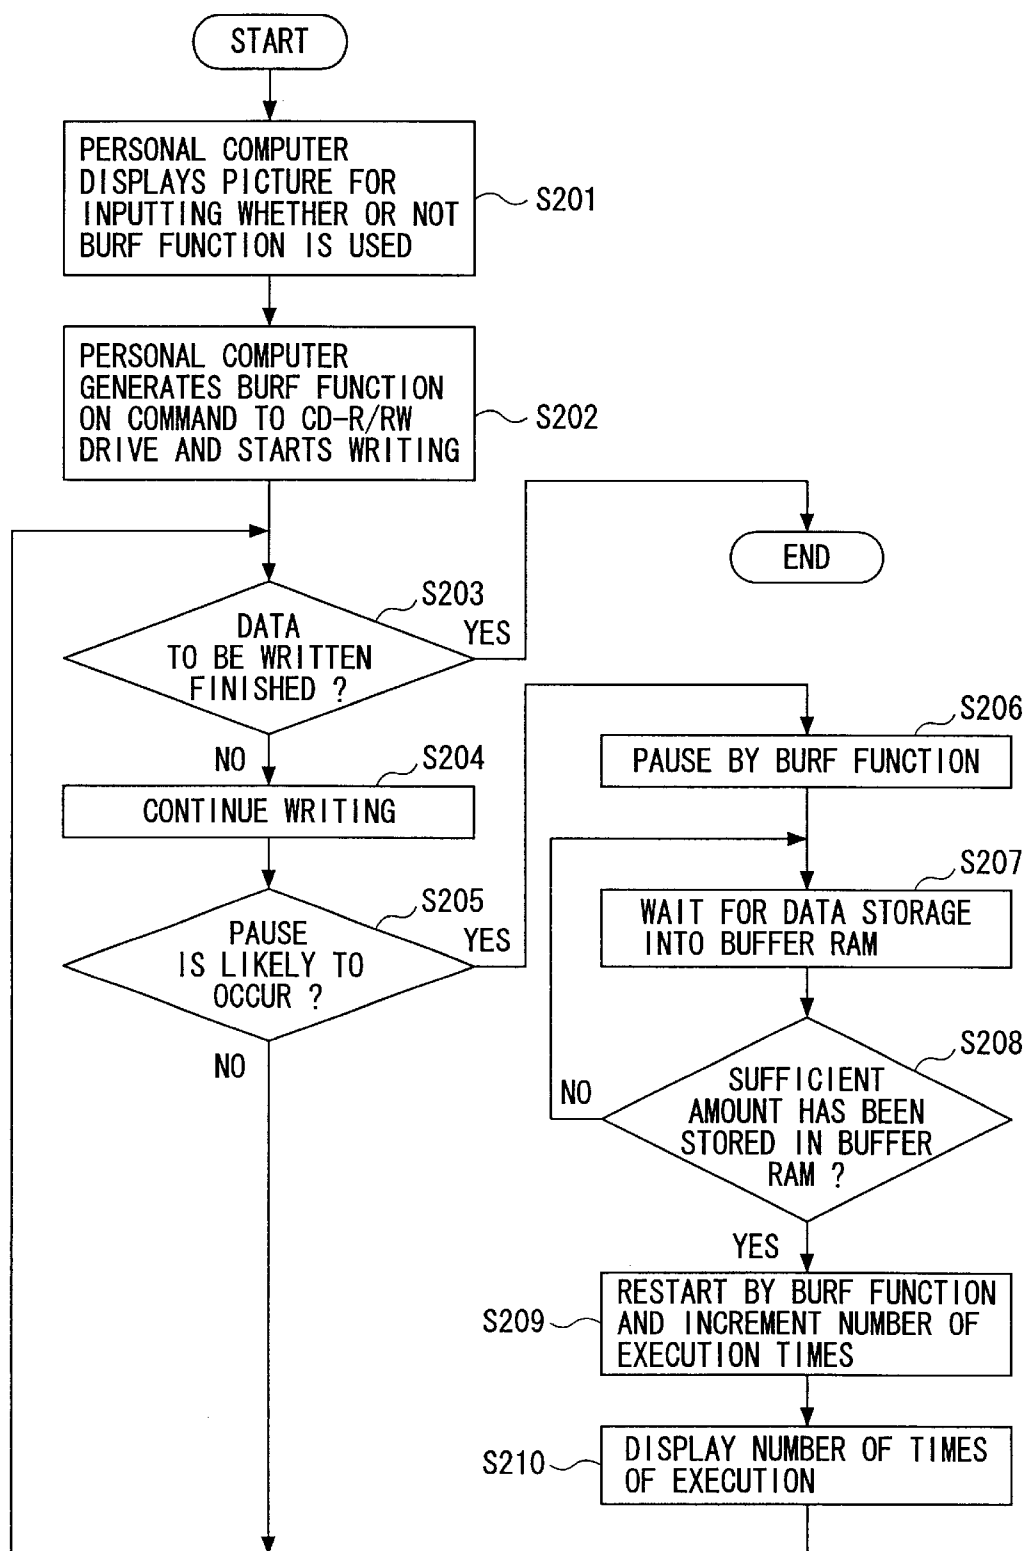 START
PERSONAL COMPUTER
DISPLAYS PICTURE FOR
INPUTTING WHETHER OR NOT
BURF FUNCTION IS USED
S201
PERSONAL COMPUTER
GENERATES BURF FUNCTION
ON COMMAND TO CD-R/RW
DRIVE AND STARTS WRITING
S202
END
S203
DATA
TO BE WRITTEN
FINISHED ?
YES
NO
S204
CONTINUE WRITING
S205
PAUSE
IS LIKELY TO
OCCUR ?
YES
NO
S206
PAUSE BY BURF FUNCTION
S207
WAIT FOR DATA STORAGE
INTO BUFFER RAM
S208
SUFFICIENT
AMOUNT HAS BEEN
STORED IN BUFFER
RAM ?
NO
YES
S209
RESTART BY BURF FUNCTION
AND INCREMENT NUMBER OF
EXECUTION TIMES
S210
DISPLAY NUMBER OF TIMES
OF EXECUTION